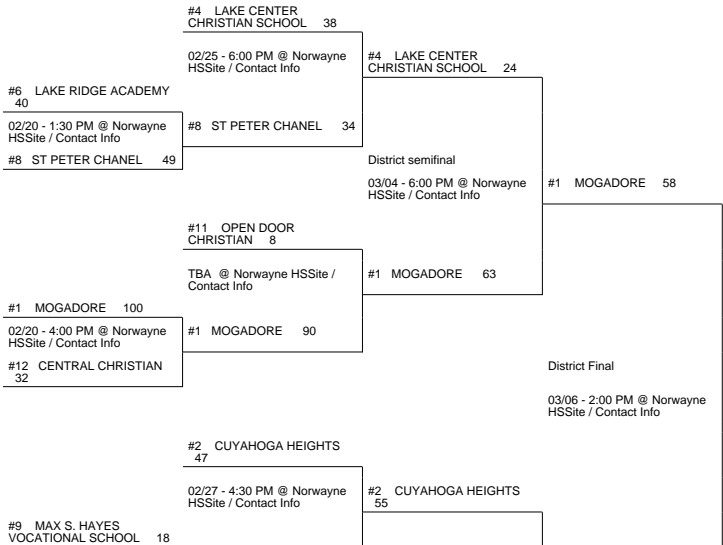 #4 LAKE CENTER
CHRISTIAN SCHOOL 38
02/25 - 6:00 PM @ Norwayne
HSSite / Contact Info
#4 LAKE CENTER
CHRISTIAN SCHOOL 24
#6 LAKE RIDGE ACADEMY
40
02/20 - 1:30 PM @ Norwayne
HSSite / Contact Info
#8 ST PETER CHANEL 34
#8 ST PETER CHANEL 49
District semifinal
03/04 - 6:00 PM @ Norwayne
HSSite / Contact Info
#1 MOGADORE 58
#11 OPEN DOOR
CHRISTIAN 8
TBA @ Norwayne HSSite /
Contact Info
#1 MOGADORE 63
#1 MOGADORE 100
02/20 - 4:00 PM @ Norwayne
HSSite / Contact Info
#1 MOGADORE 90
#12 CENTRAL CHRISTIAN
32
District Final
03/06 - 2:00 PM @ Norwayne
HSSite / Contact Info
#2 CUYAHOGA HEIGHTS
47
02/27 - 4:30 PM @ Norwayne
HSSite / Contact Info
#2 CUYAHOGA HEIGHTS
55
#9 MAX S. HAYES
VOCATIONAL SCHOOL 18